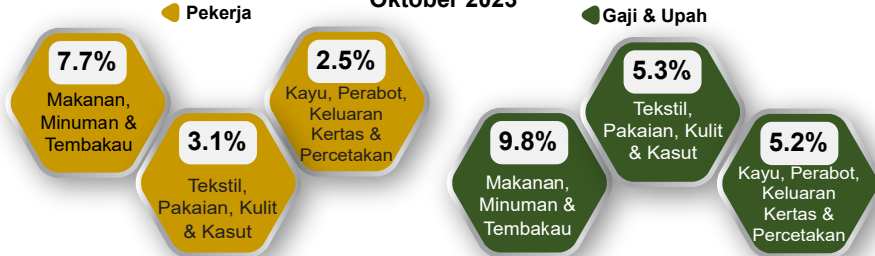 Oktober 2023
Pekerja
7.7%
Makanan,
Minuman &
Tembakau
3.1%
Tekstil,
Pakaian, Kulit
& Kasut
2.5%
Kayu, Perabot,
Keluaran
Kertas &
Percetakan
Gaji & Upah
9.8%
Makanan,
Minuman &
Tembakau
5.3%
Tekstil,
Pakaian, Kulit
& Kasut
5.2%
Kayu, Perabot,
Keluaran
Kertas &
Percetakan